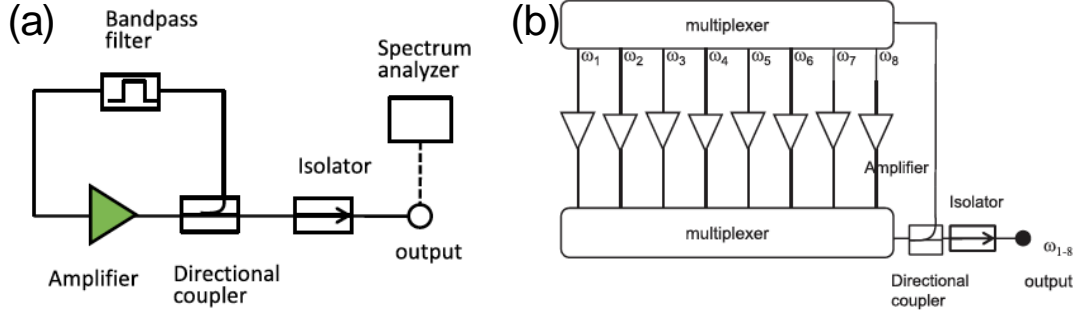 (a)
Bandpass
filter
Spectrum
analyzer
Isolator
output
Amplifier
Directional
coupler
(b)
multiplexer
ω₁ ω₂ ω₃ ω₄ ω₅ ω₆ ω₇ ω₈
Amplifier
Isolator
multiplexer
ω₁₋₈
Directional
coupler
output